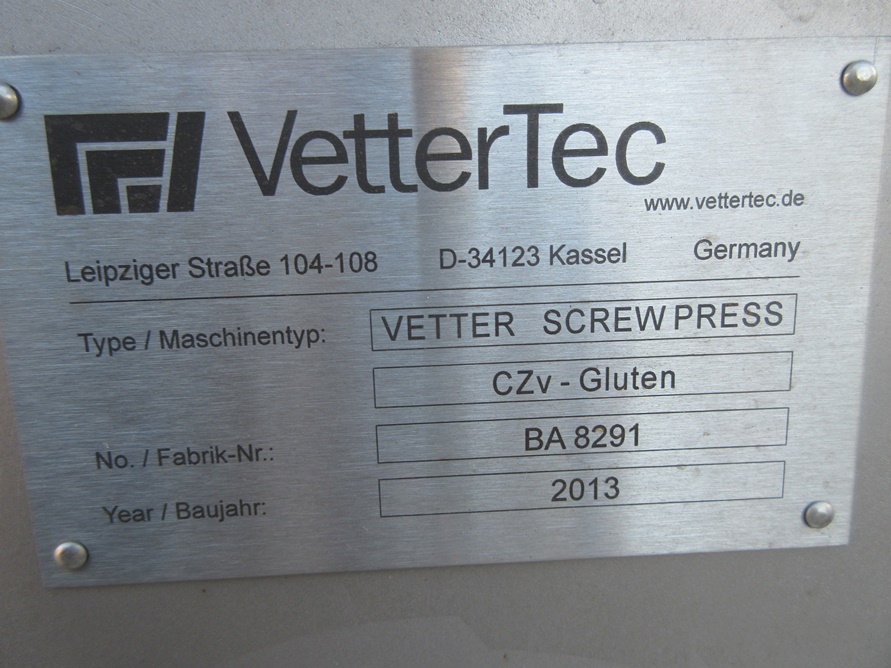 VetterTec
www.vettertec.de
Leipziger Straße 104-108 D-34123 Kassel Germany
Type / Maschinentyp: VETTER SCREWPRESS
CZv - Gluten
No. / Fabrik-Nr.: BA 8291
Year / Baujahr: 2013